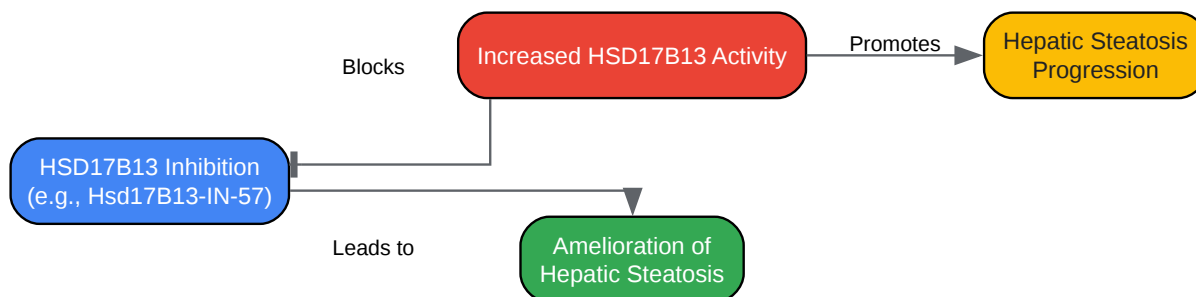 Increased HSD17B13 Activity
Promotes
Hepatic Steatosis
Progression
Blocks
HSD17B13 Inhibition
(e.g., Hsd17B13-IN-57)
Leads to
Amelioration of
Hepatic Steatosis